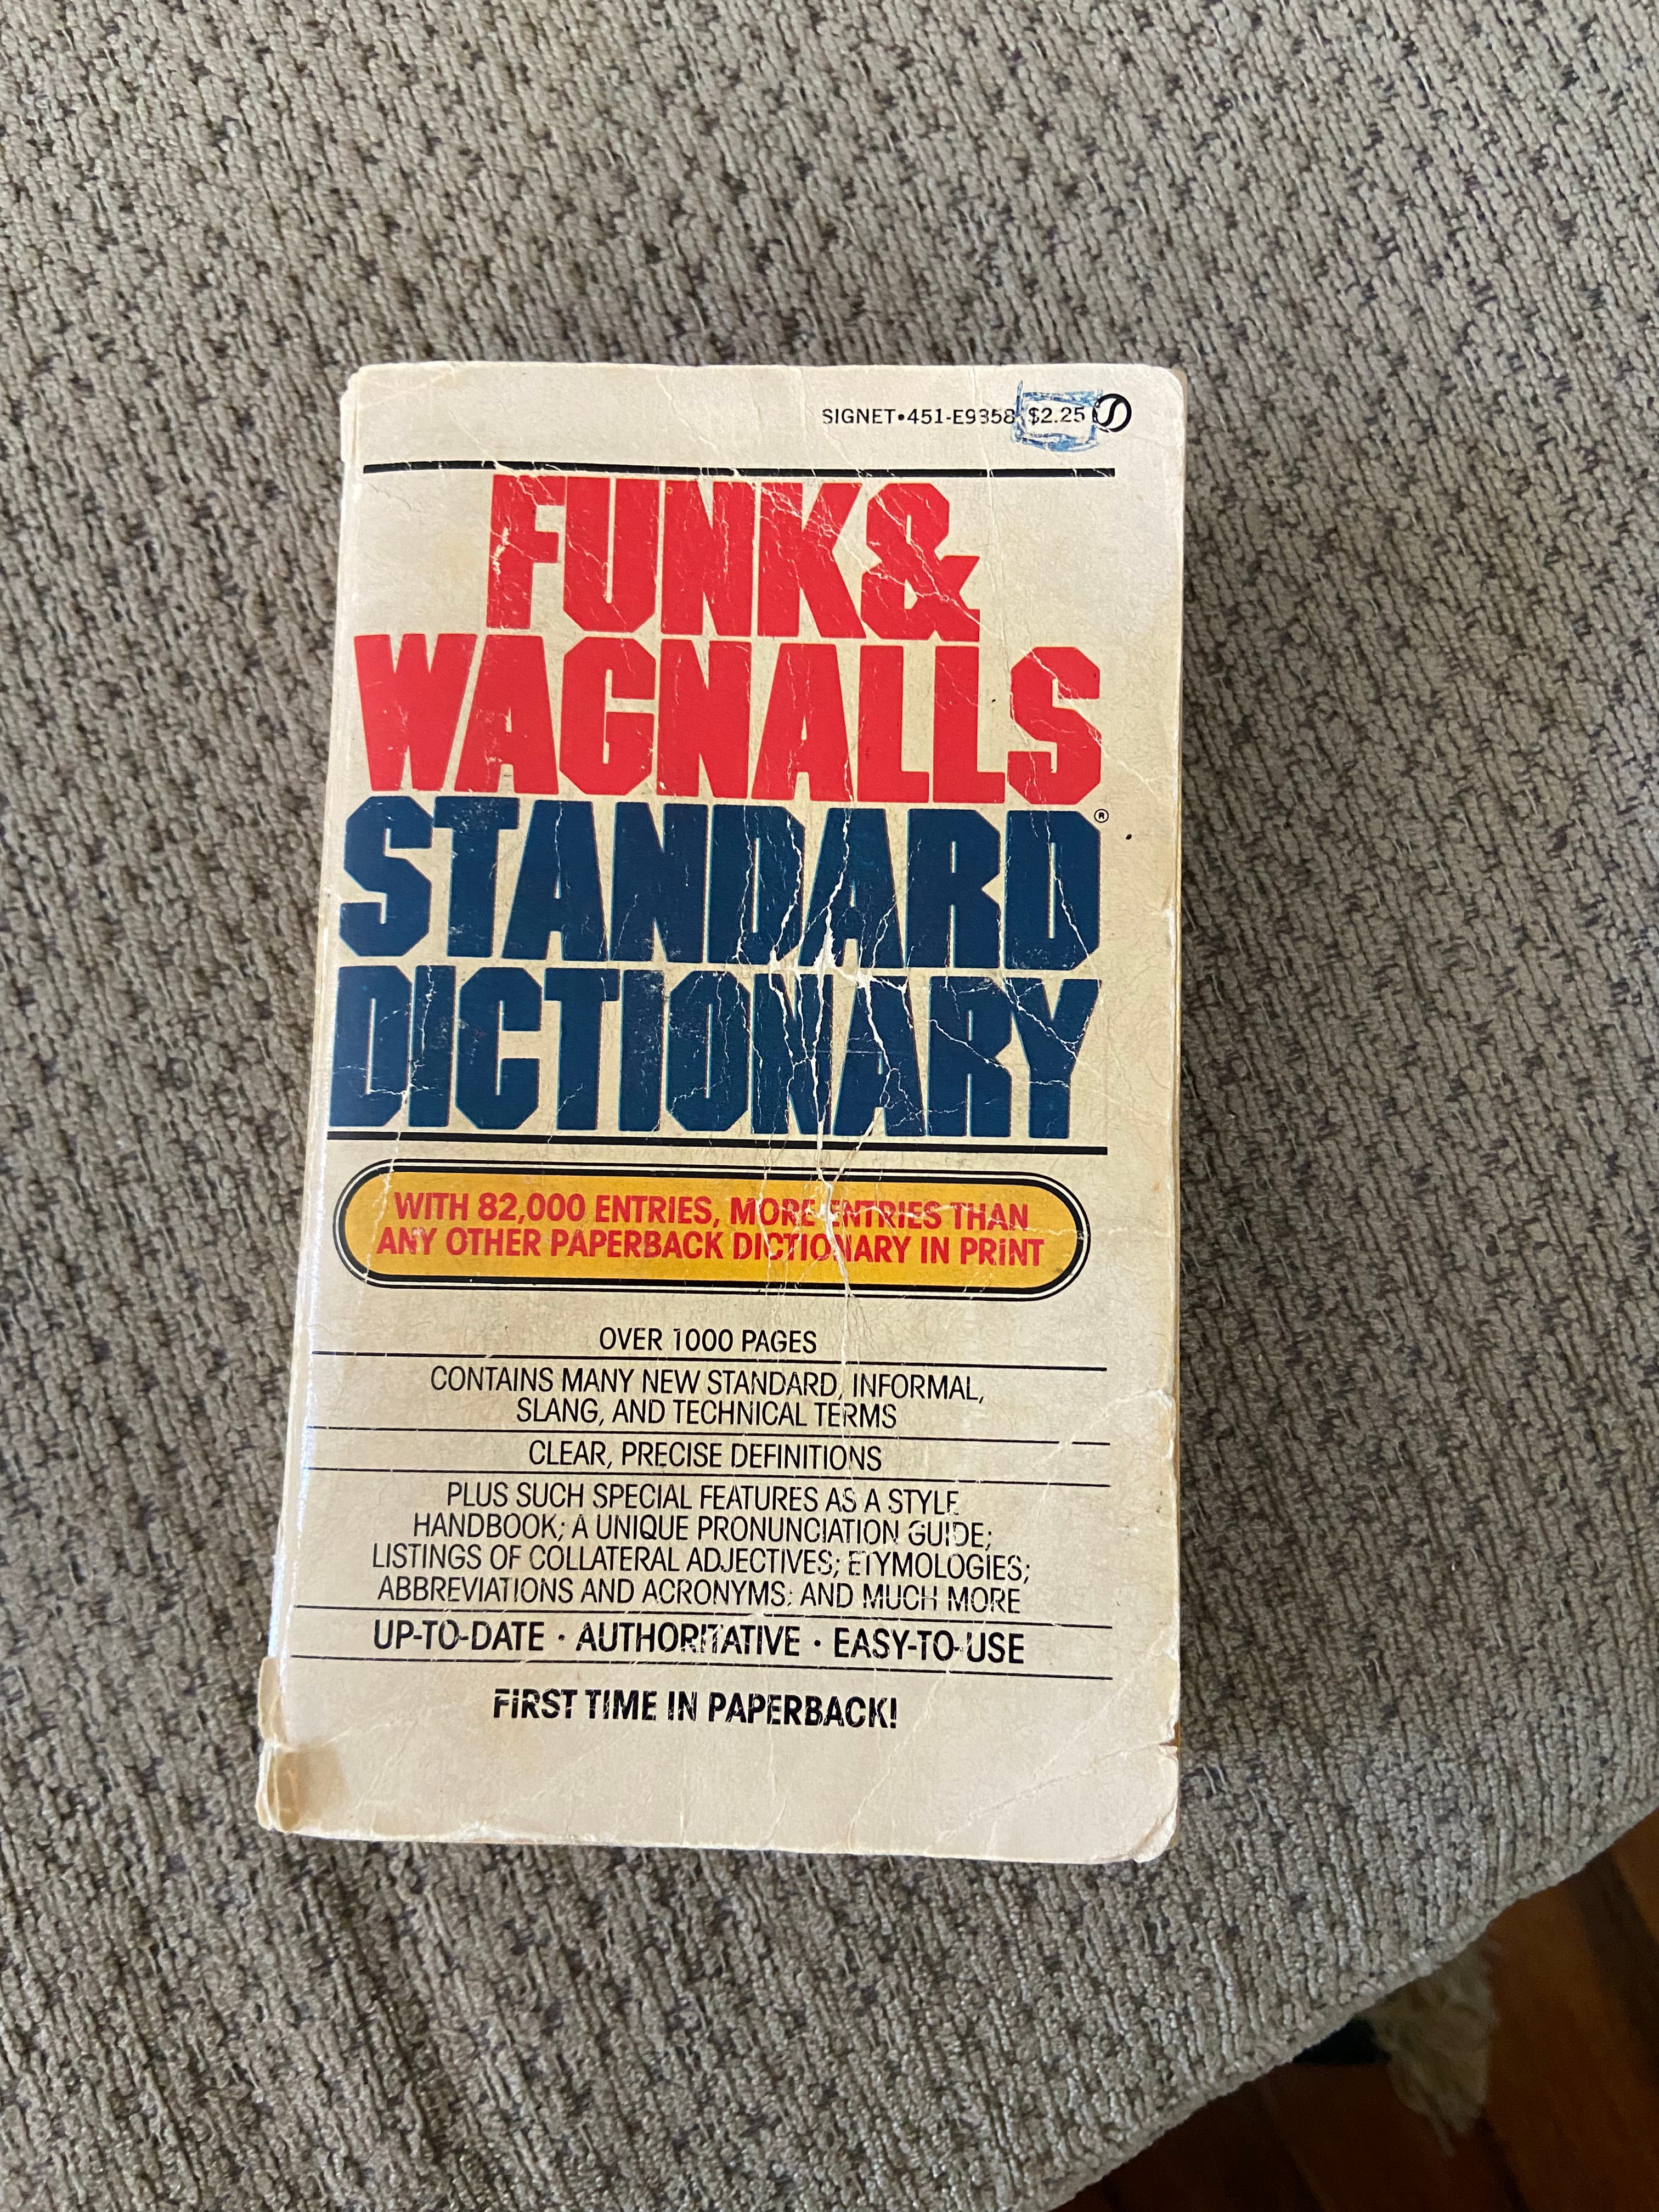 SIGNET•451-E9358 $2.25
FUNK &
WAGNALLS
STANDARD®
DICTIONARY
WITH 82,000 ENTRIES, MORE ENTRIES THAN
ANY OTHER PAPERBACK DICTIONARY IN PRINT
OVER 1000 PAGES
CONTAINS MANY NEW STANDARD, INFORMAL,
SLANG, AND TECHNICAL TERMS
CLEAR, PRECISE DEFINITIONS
PLUS SUCH SPECIAL FEATURES AS A STYLE
HANDBOOK; A UNIQUE PRONUNCIATION GUIDE;
LISTINGS OF COLLATERAL ADJECTIVES; ETYMOLOGIES;
ABBREVIATIONS AND ACRONYMS; AND MUCH MORE
UP-TO-DATE · AUTHORITATIVE · EASY-TO-USE
FIRST TIME IN PAPERBACK!